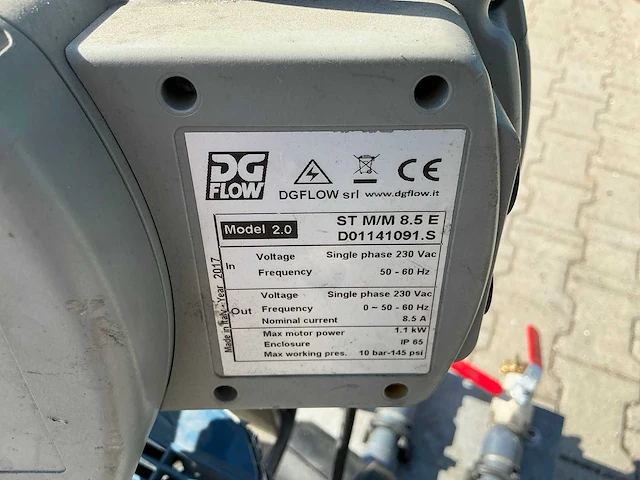 DG
FLOW
CE
DGFLOW srl www.dgflow.it
Model 2.0
ST M/M 8.5 E
D01141091.S
Made in Italy - Year 2017
In
Voltage Single phase 230 Vac
Frequency 50 - 60 Hz
Out
Voltage Single phase 230 Vac
Frequency 0 ~ 50 - 60 Hz
Nominal current 8.5 A
Max motor power 1.1 kW
Enclosure IP 65
Max working pres. 10 bar-145 psi